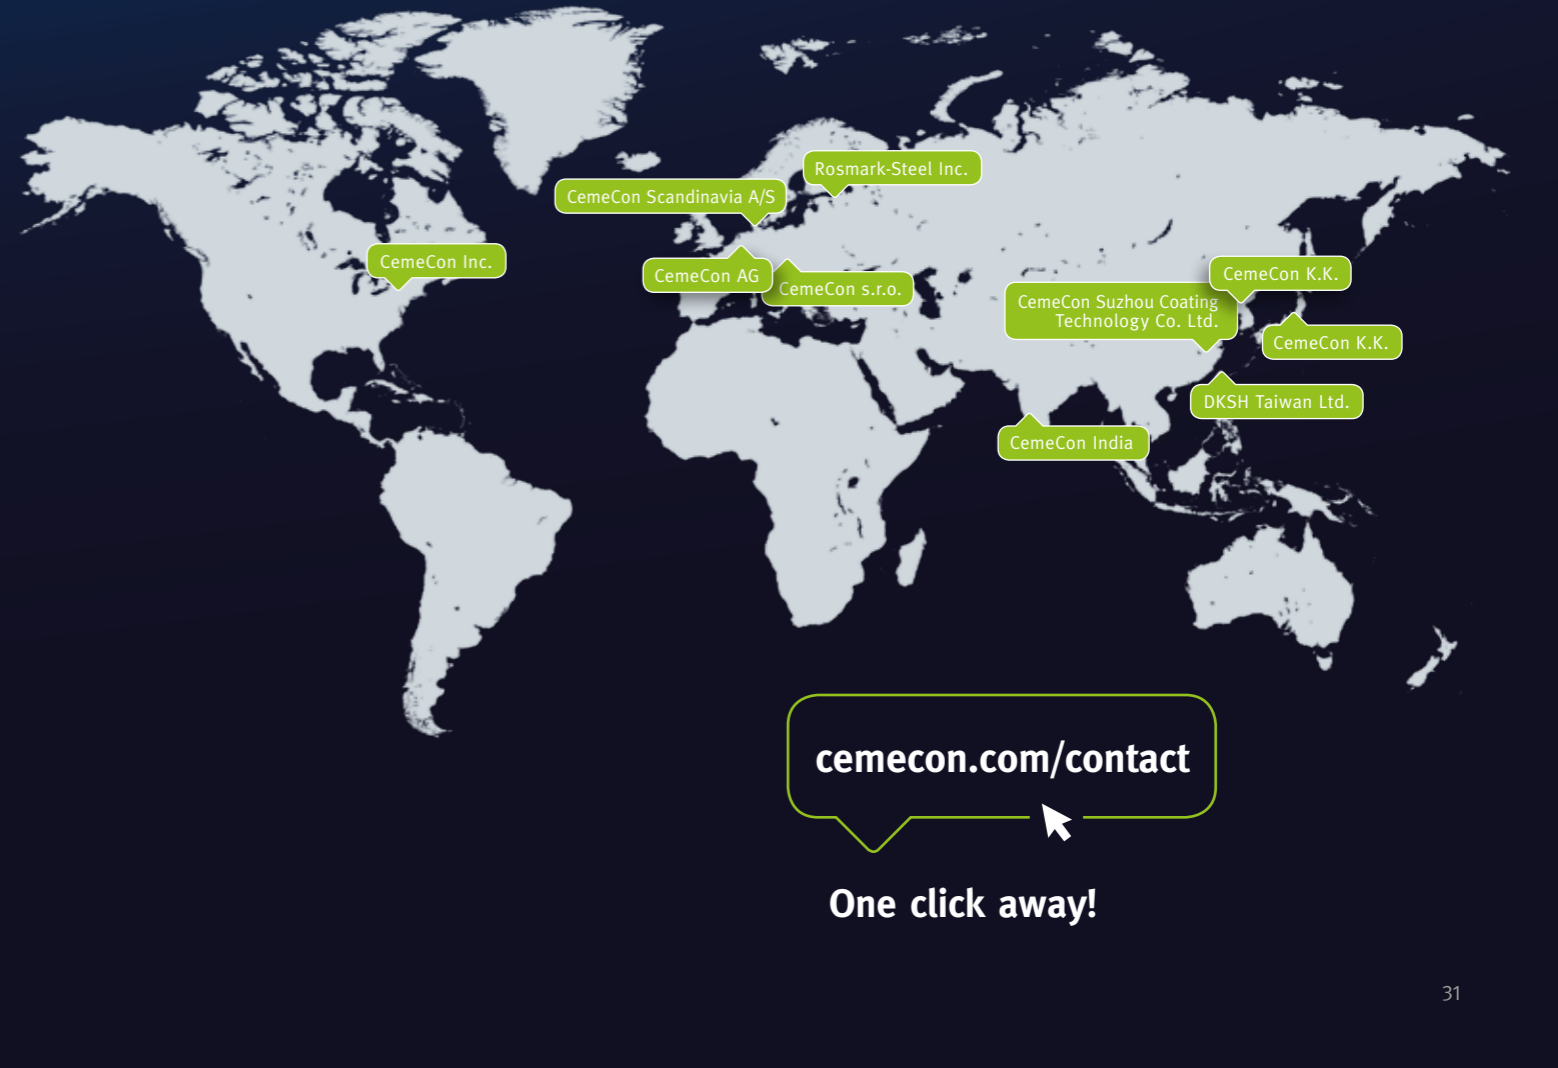 Rosmark-Steel Inc.
CemeCon Scandinavia A/S
CemeCon Inc.
CemeCon AG
CemeCon s.r.o.
CemeCon K.K.
CemeCon Suzhou Coating
Technology Co. Ltd.
CemeCon K.K.
DKSH Taiwan Ltd.
CemeCon India
cemecon.com/contact
One click away!
31